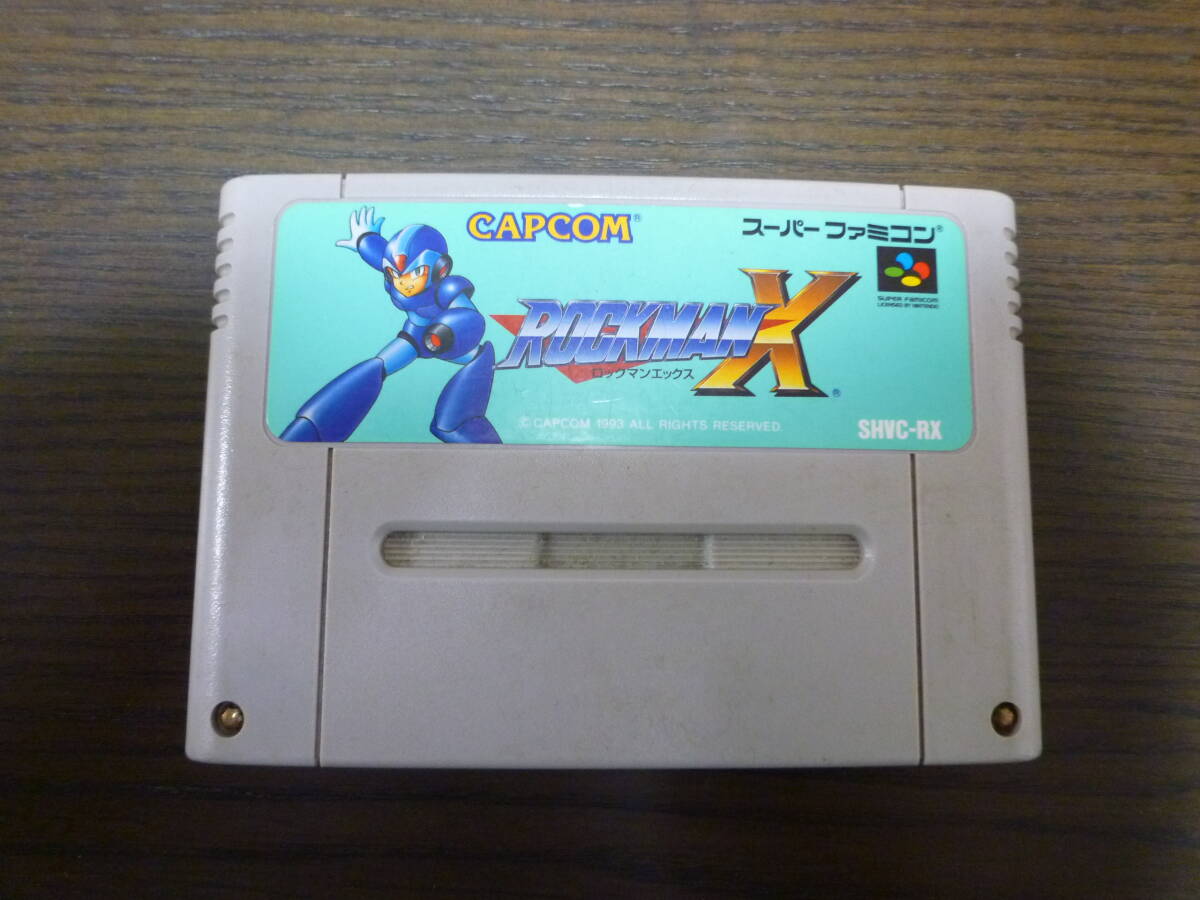 CAPCOM®
スーパーファミコン®
SUPER FAMICOM
LICENSED BY NINTENDO
ROCKMAN X®
ロックマンエックス
© CAPCOM 1993 ALL RIGHTS RESERVED.
SHVC-RX